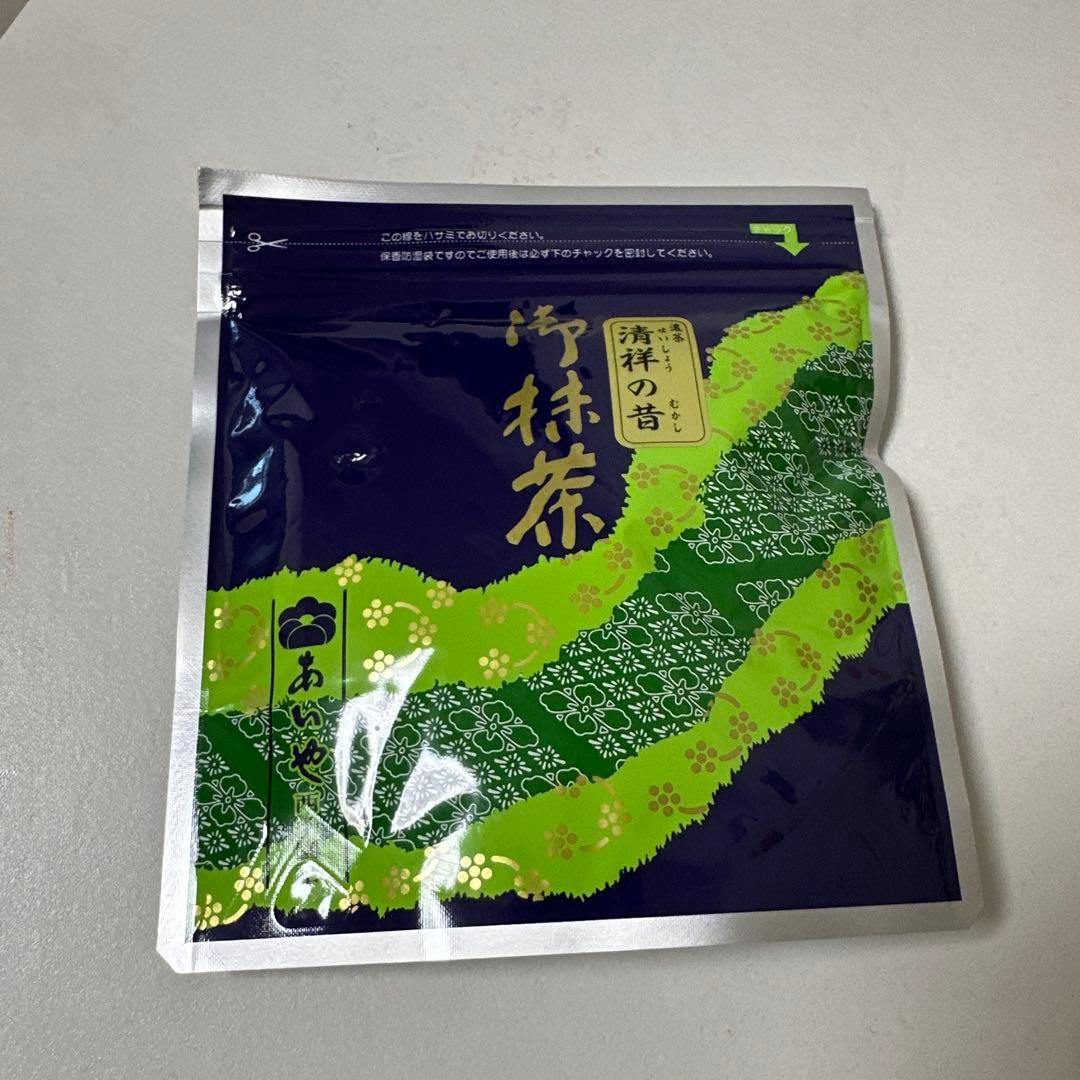 この線をハサミでお切りください。
保香防湿袋ですのでご使用後は必ず下のチャックを密封してください。
チャック
御抹茶
濃茶
清祥の昔
せいしょう
むかし
あいや
西